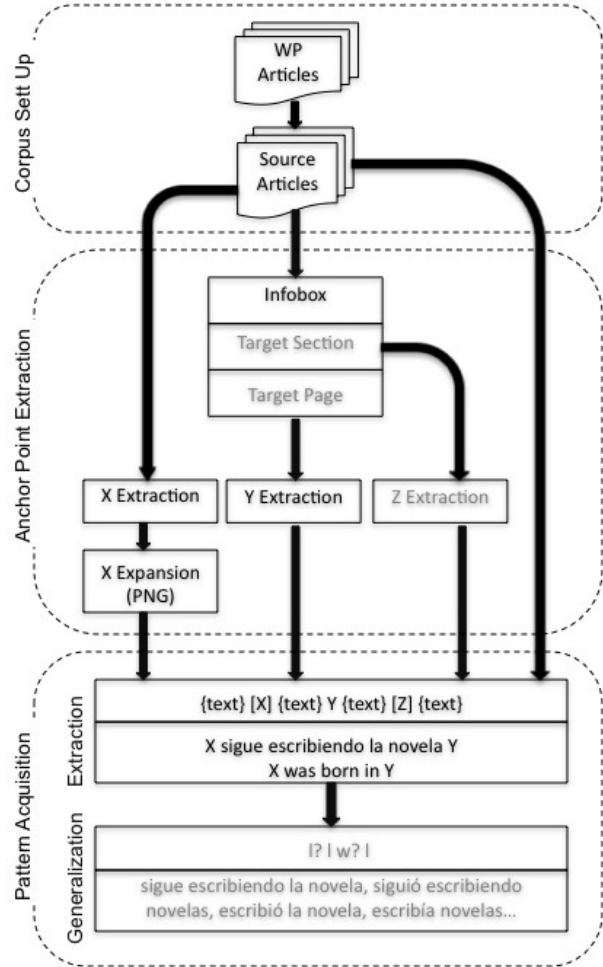 Corpus Sett Up
WP
Articles
Source
Articles
Anchor Point Extraction
Infobox
Target Section
Target Page
X Extraction
Y Extraction
Z Extraction
X Expansion
(PNG)
Pattern Acquisition
Extraction
{text} [X] {text} Y {text} [Z] {text}
X sigue escribiendo la novela Y
X was born in Y
Generalization
l? l w? l
sigue escribiendo la novela, siguió escribiendo
novelas, escribió la novela, escribía novelas...